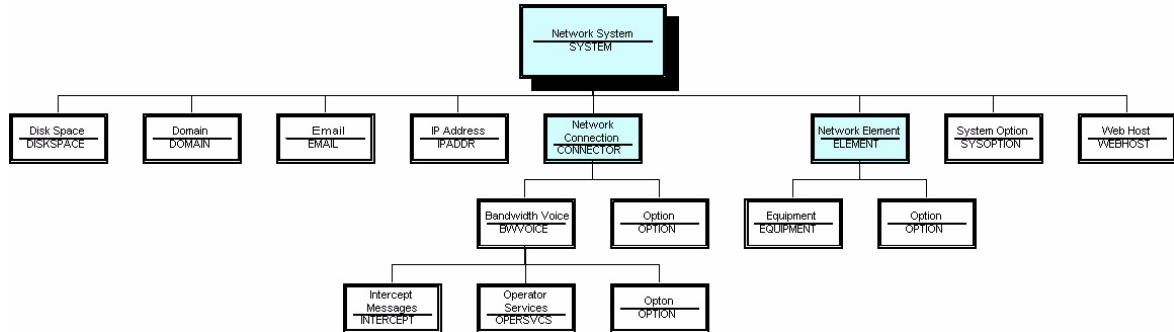 Network System
SYSTEM
Disk Space
DISKSPACE
Domain
DOMAIN
Email
EMAIL
IP Address
IPADDR
Network
Connection
CONNECTOR
Network Element
ELEMENT
System Option
SYSOPTION
Web Host
WEBHOST
Bandwidth Voice
BWVOICE
Option
OPTION
Equipment
EQUIPMENT
Option
OPTION
Intercept
Messages
INTERCEPT
Operator
Services
OPERSVCS
Opton
OPTION